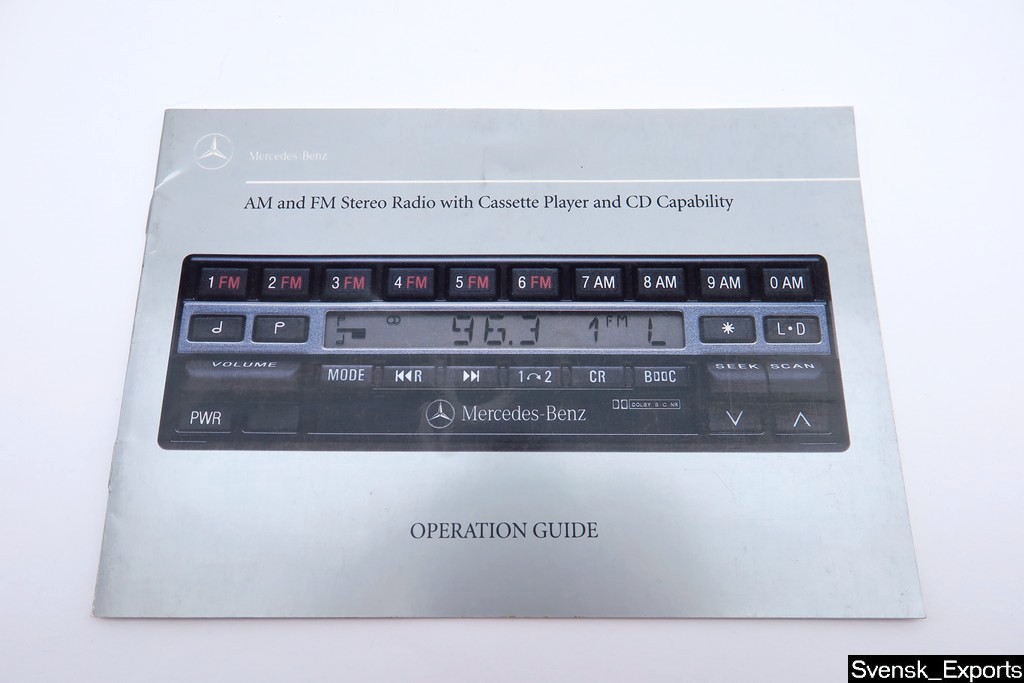 Mercedes-Benz
AM and FM Stereo Radio with Cassette Player and CD Capability
1 FM 2 FM 3 FM 4 FM 5 FM 6 FM 7 AM 8 AM 9 AM 0 AM
96.3 1 FM L
* L•D
VOLUME
MODE ◀◀R ▶▶ 1⌒2 CR B▯▯C
SEEK SCAN
PWR
Mercedes-Benz
DOLBY B·C NR
OPERATION GUIDE
Svensk_Exports